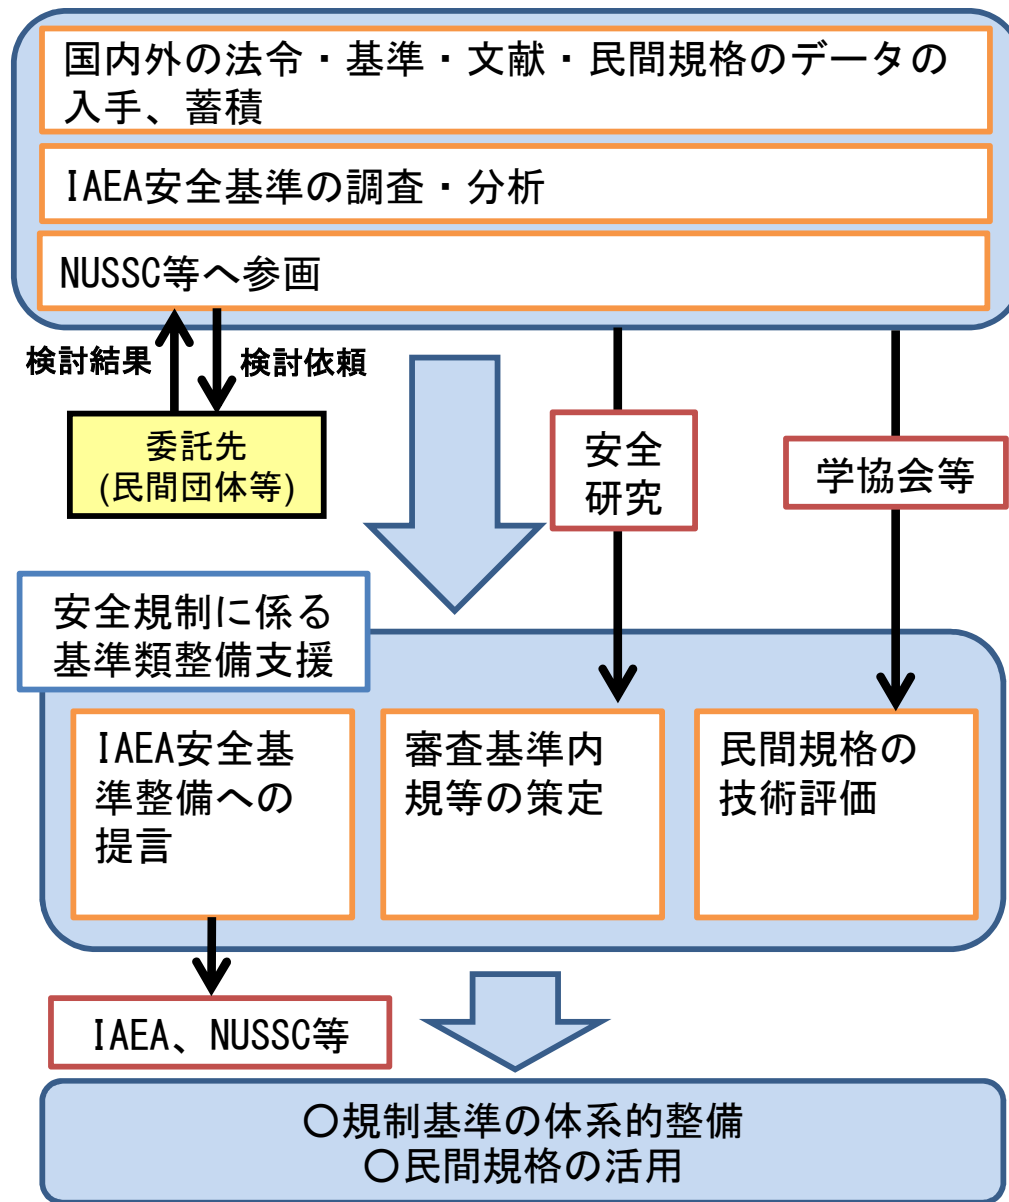 国内外の法令・基準・文献・民間規格のデータの
入手、蓄積
IAEA安全基準の調査・分析
NUSSC等へ参画
検討結果
検討依頼
委託先
(民間団体等)
安全
研究
学協会等
安全規制に係る
基準類整備支援
IAEA安全基
準整備への
提言
審査基準内
規等の策定
民間規格の
技術評価
IAEA、NUSSC等
○規制基準の体系的整備
○民間規格の活用